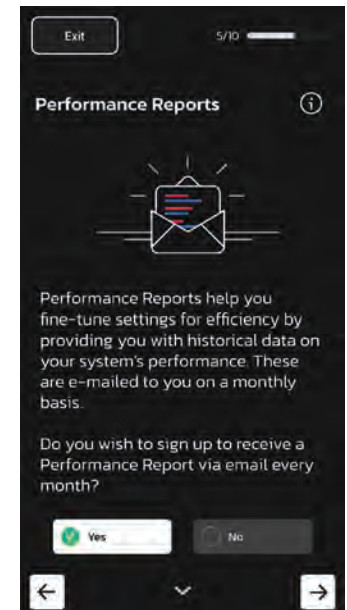 Exit
5/10
Performance Reports
Performance Reports help you
fine-tune settings for efficiency by
providing you with historical data on
your system's performance. These
are e-mailed to you on a monthly
basis.
Do you wish to sign up to receive a
Performance Report via email every
month?
Yes
No